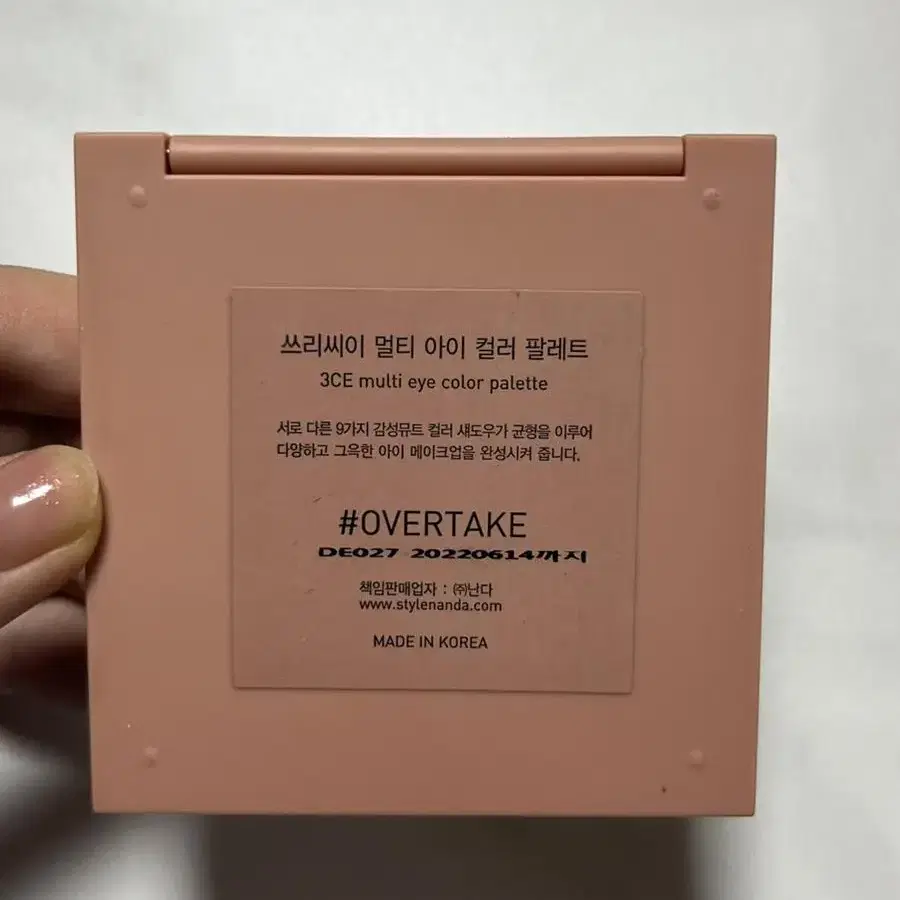 쓰리씨이 멀티 아이 컬러 팔레트
3CE multi eye color palette
서로 다른 9가지 감성뮤트 컬러 섀도우가 균형을 이루어
다양하고 그윽한 아이 메이크업을 완성시켜 줍니다.
#OVERTAKE
DE027 20220614까지
책임판매업자 : ㈜난다
www.stylenanda.com
MADE IN KOREA